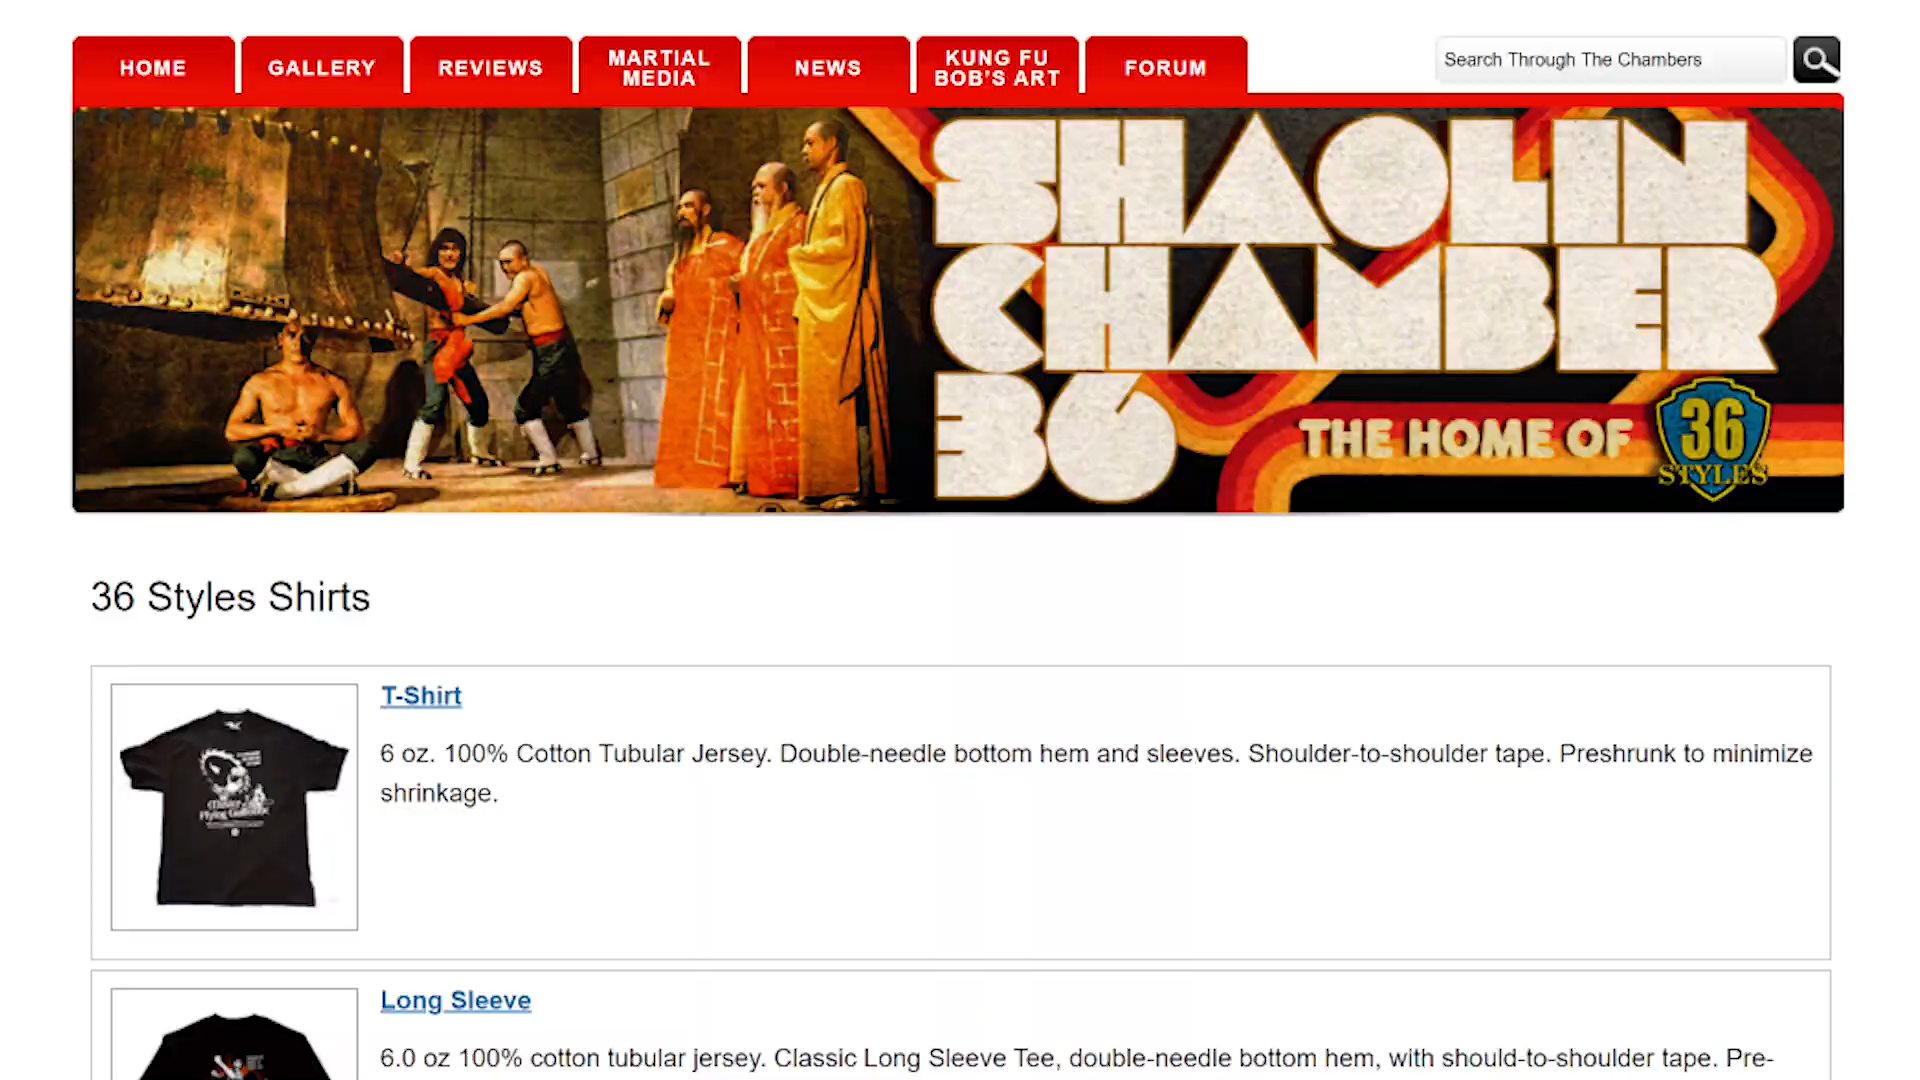 HOME
GALLERY
REVIEWS
MARTIAL
MEDIA
NEWS
KUNG FU
BOB'S ART
FORUM
Search Through The Chambers
SHAOLIN
CHAMBER
36
THE HOME OF
36
STYLES
36 Styles Shirts
T-Shirt
6 oz. 100% Cotton Tubular Jersey. Double-needle bottom hem and sleeves. Shoulder-to-shoulder tape. Preshrunk to minimize
shrinkage.
Long Sleeve
6.0 oz 100% cotton tubular jersey. Classic Long Sleeve Tee, double-needle bottom hem, with should-to-shoulder tape. Pre-